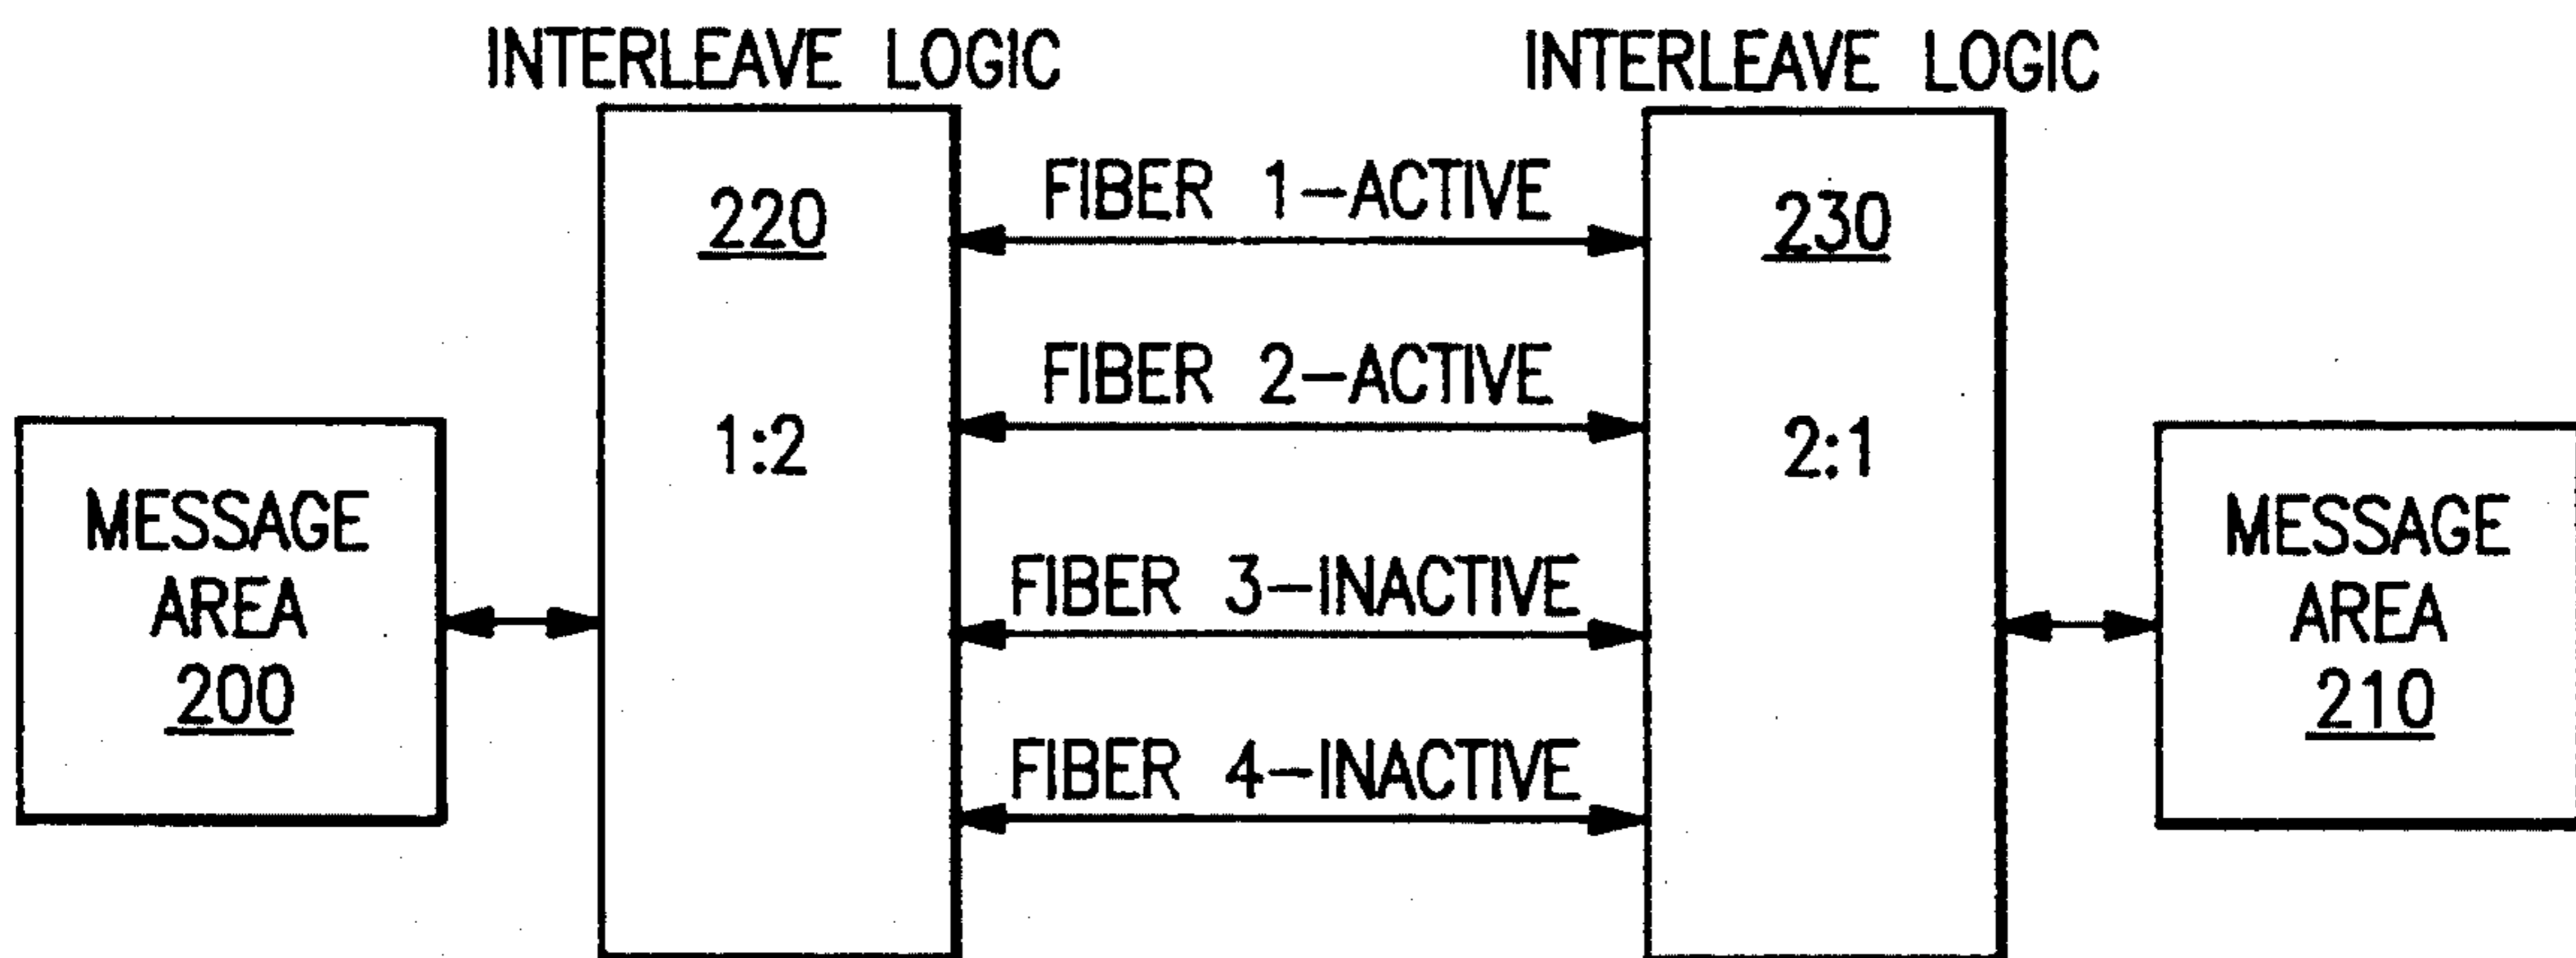 INTERLEAVE LOGIC
INTERLEAVE LOGIC
220
1:2
FIBER 1-ACTIVE
FIBER 2-ACTIVE
FIBER 3-INACTIVE
FIBER 4-INACTIVE
230
2:1
MESSAGE
AREA
200
MESSAGE
AREA
210